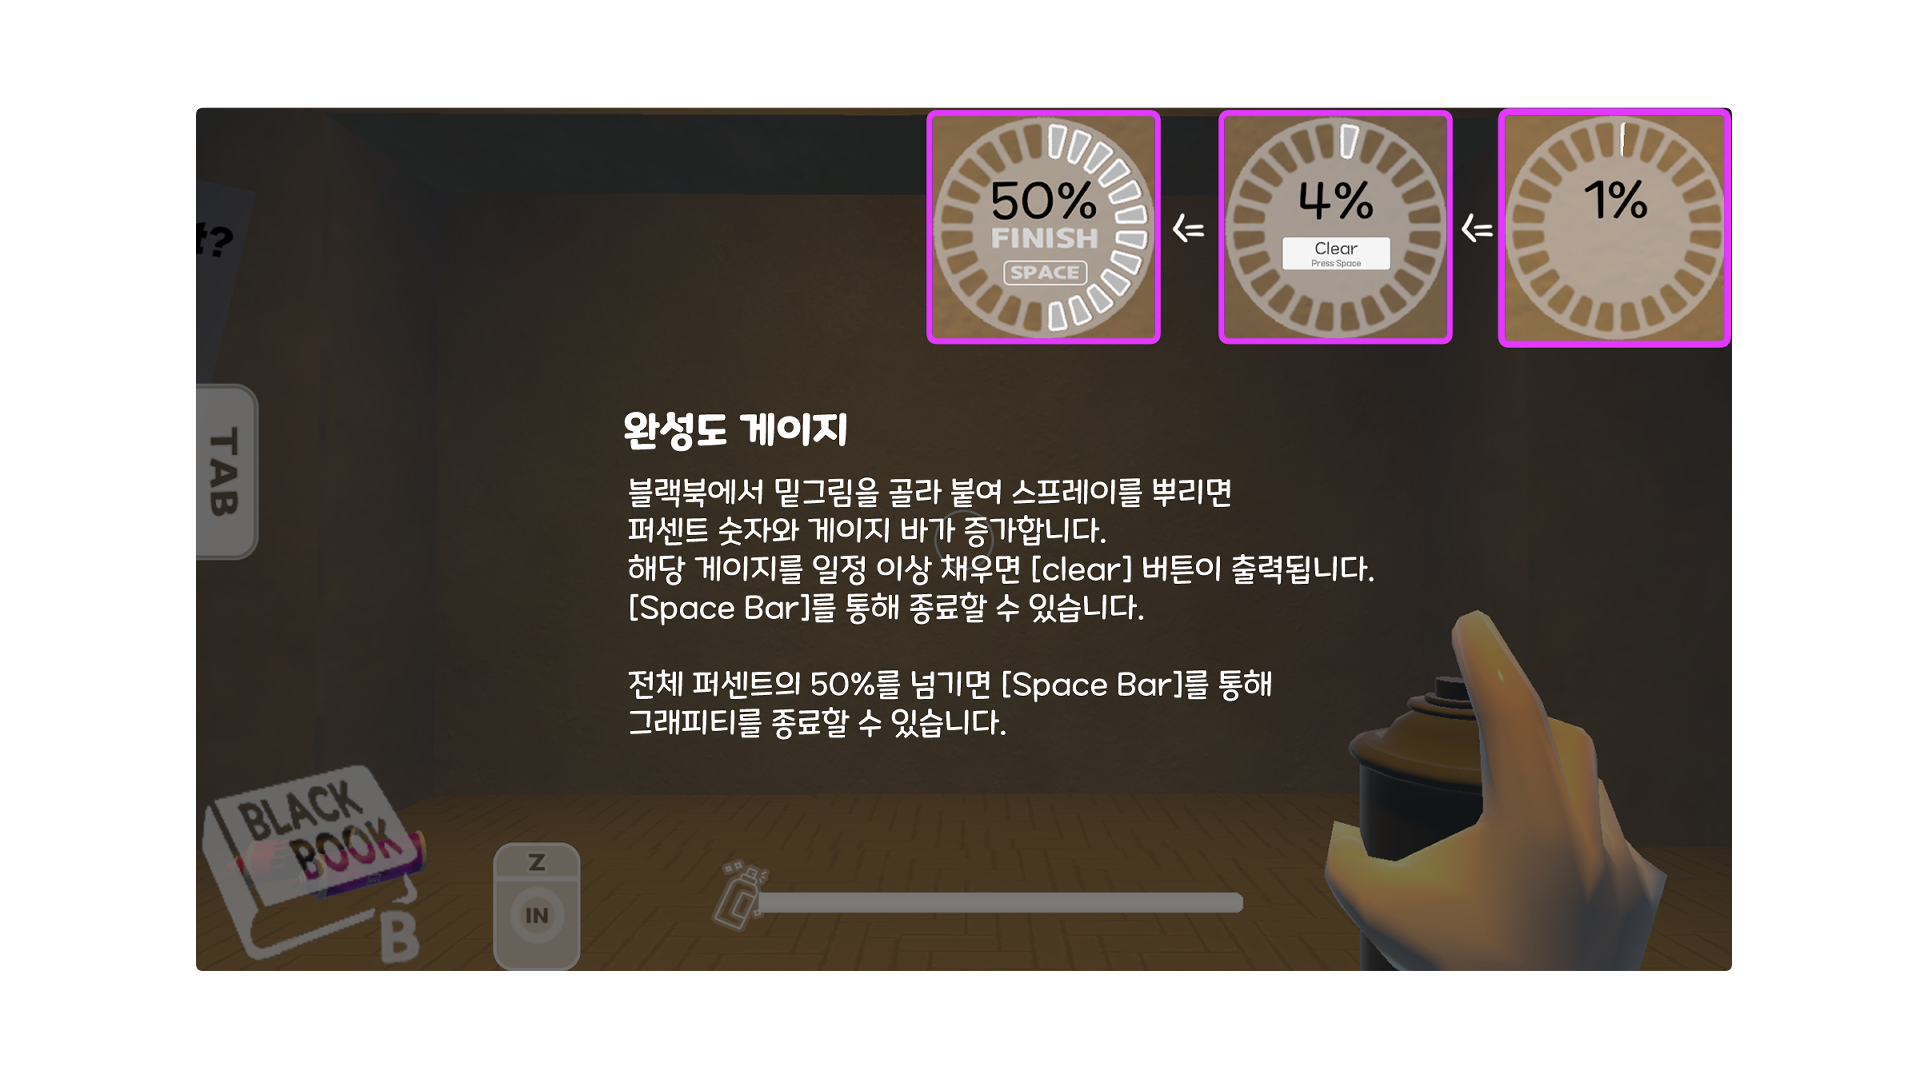 50%
FINISH
SPACE
<=
4%
Clear
Press Space
<=
1%
t?
TAB
완성도 게이지
블랙북에서 밑그림을 골라 붙여 스프레이를 뿌리면
퍼센트 숫자와 게이지 바가 증가합니다.
해당 게이지를 일정 이상 채우면 [clear] 버튼이 출력됩니다.
[Space Bar]를 통해 종료할 수 있습니다.
전체 퍼센트의 50%를 넘기면 [Space Bar]를 통해
그래피티를 종료할 수 있습니다.
BLACK
BOOK
B
Z
IN